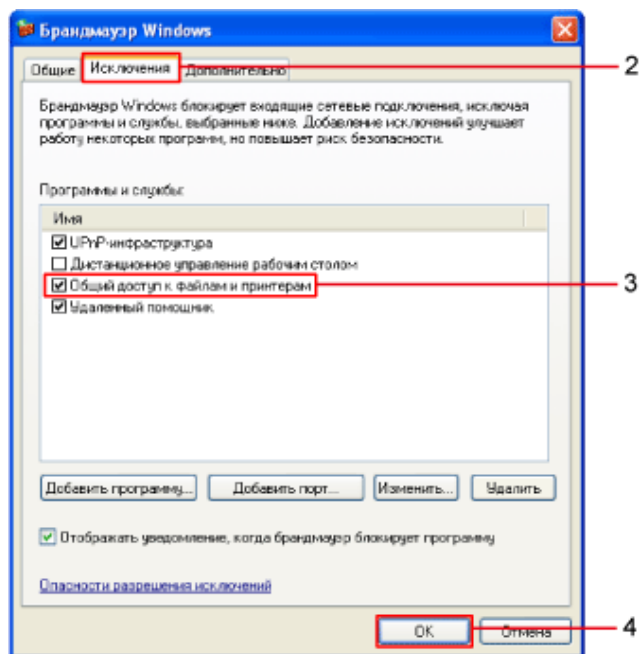 Брандмауэр Windows
Общие Исключения Дополнительно
2
Брандмауэр Windows блокирует входящие сетевые подключения, исключая
программы и службы, выбранные ниже. Добавление исключений улучшает
работу некоторых программ, но повышает риск безопасности.
Программы и службы:
Имя
UPnP-инфраструктура
Дистанционное управление рабочим столом
Общий доступ к файлам и принтерам
3
Удаленный помощник
Добавить программу... Добавить порт... Изменить... Удалить
Отображать уведомление, когда брандмауэр блокирует программу
Опасности разрешения исключений
OK Отмена
4